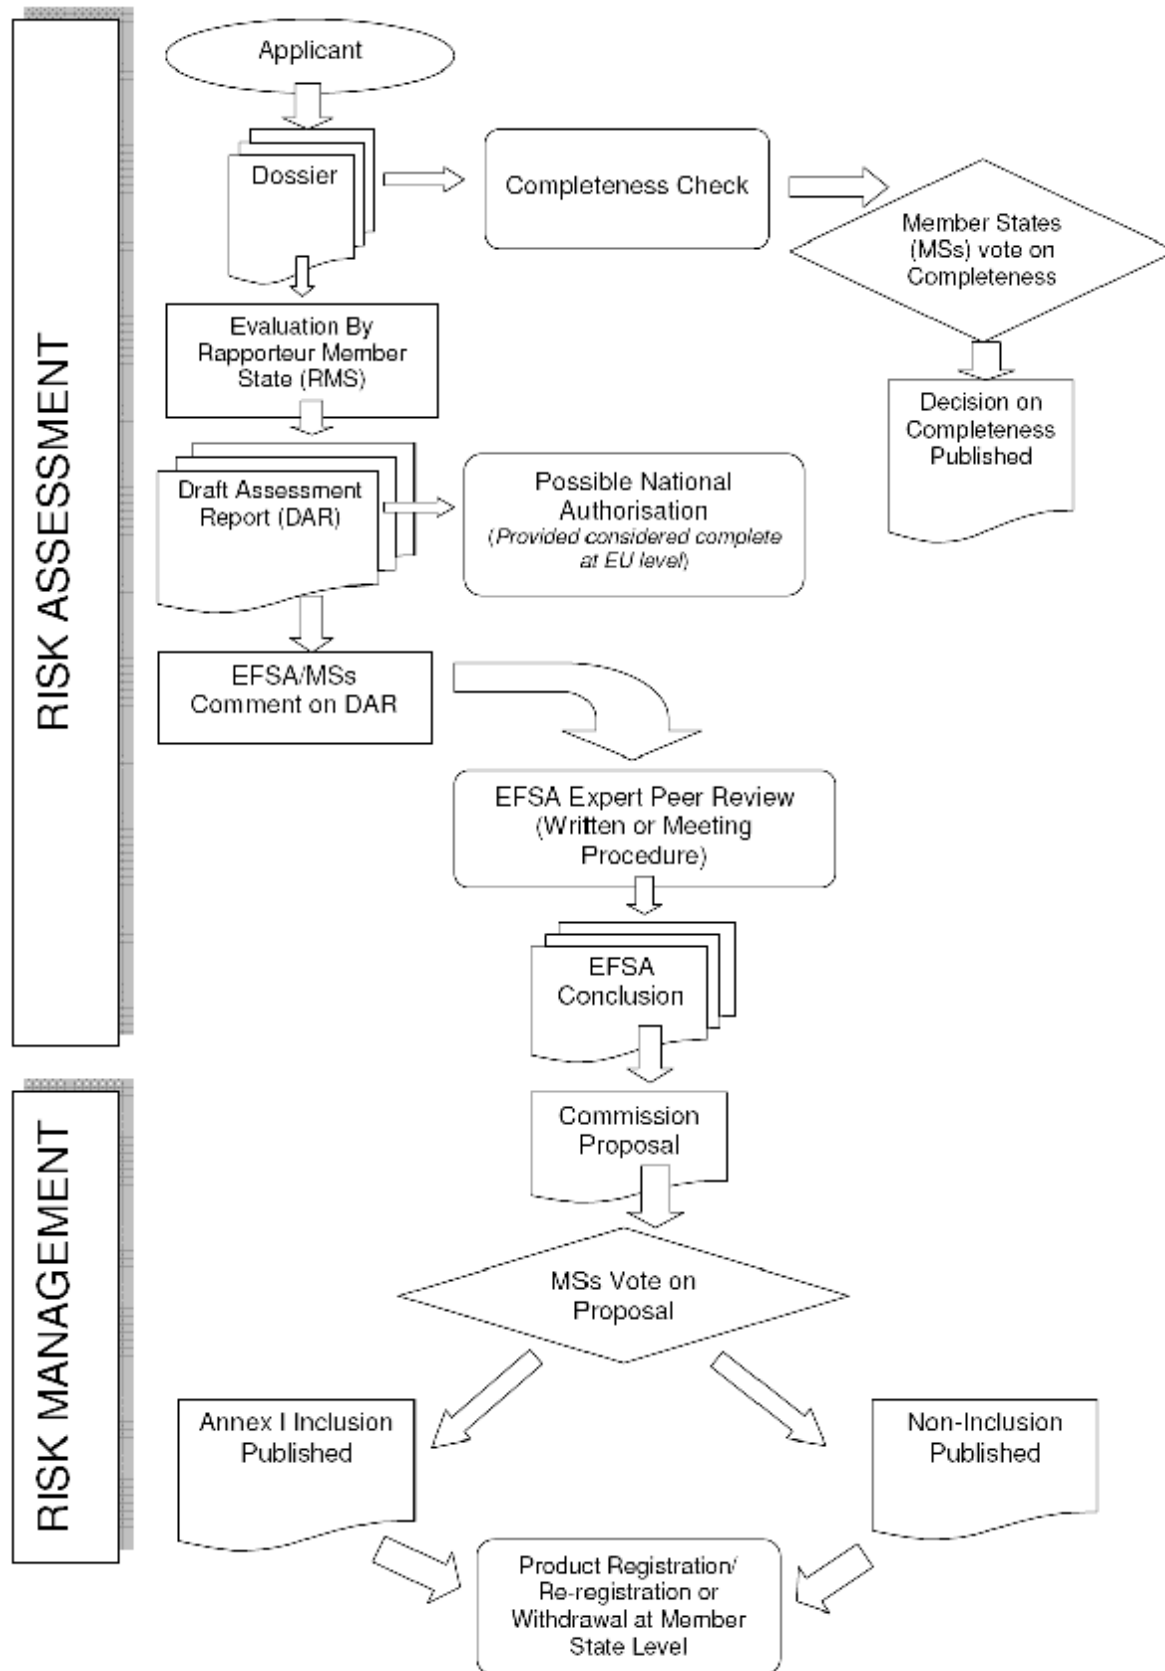 RISK ASSESSMENT
Applicant
Dossier
Completeness Check
Member States
(MSs) vote on
Completeness
Evaluation By
Rapporteur Member
State (RMS)
Decision on
Completeness
Published
Draft Assessment
Report (DAR)
Possible National
Authorisation
(Provided considered complete
at EU level)
EFSA/MSs
Comment on DAR
EFSA Expert Peer Review
(Written or Meeting
Procedure)
EFSA
Conclusion
RISK MANAGEMENT
Commission
Proposal
MSs Vote on
Proposal
Annex I Inclusion
Published
Non-Inclusion
Published
Product Registration/
Re-registration or
Withdrawal at Member
State Level